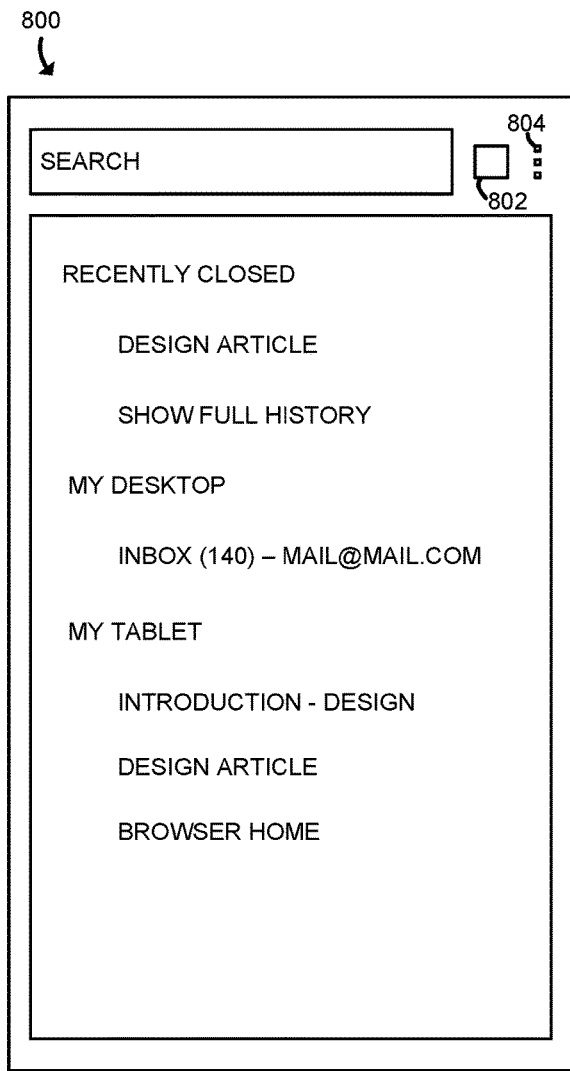 800
804
SEARCH
802
RECENTLY CLOSED
DESIGN ARTICLE
SHOW FULL HISTORY
MY DESKTOP
INBOX (140) – MAIL@MAIL.COM
MY TABLET
INTRODUCTION - DESIGN
DESIGN ARTICLE
BROWSER HOME